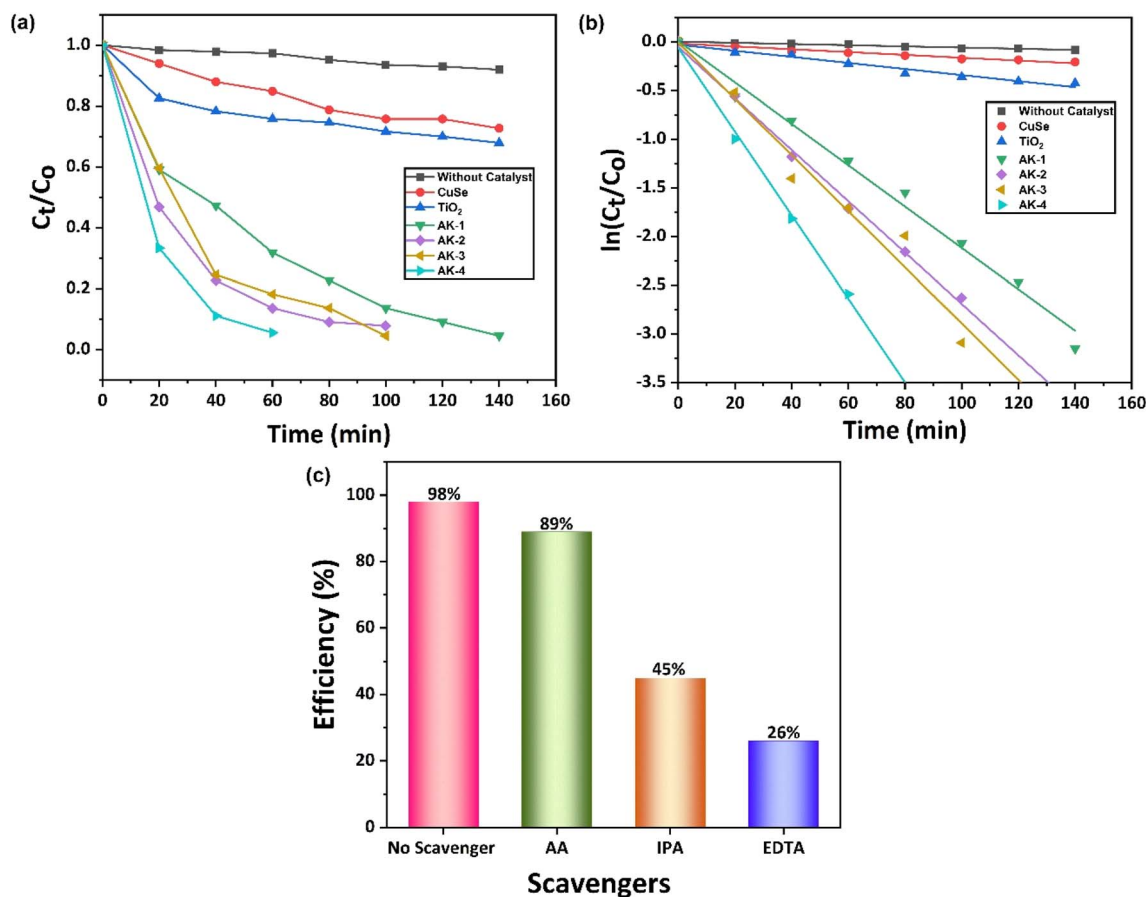 (a)
1.0
0.8
0.6
0.4
0.2
0.0
Ct/Co
Without Catalyst
CuSe
TiO2
AK-1
AK-2
AK-3
AK-4
0 20 40 60 80 100 120 140 160
Time (min)
(b)
0.0
-0.5
-1.0
-1.5
-2.0
-2.5
-3.0
-3.5
ln(Ct/Co)
Without Catalyst
CuSe
TiO2
AK-1
AK-2
AK-3
AK-4
0 20 40 60 80 100 120 140 160
Time (min)
(c)
100
80
60
40
20
0
Efficiency (%)
98%
89%
45%
26%
No Scavenger AA IPA EDTA
Scavengers